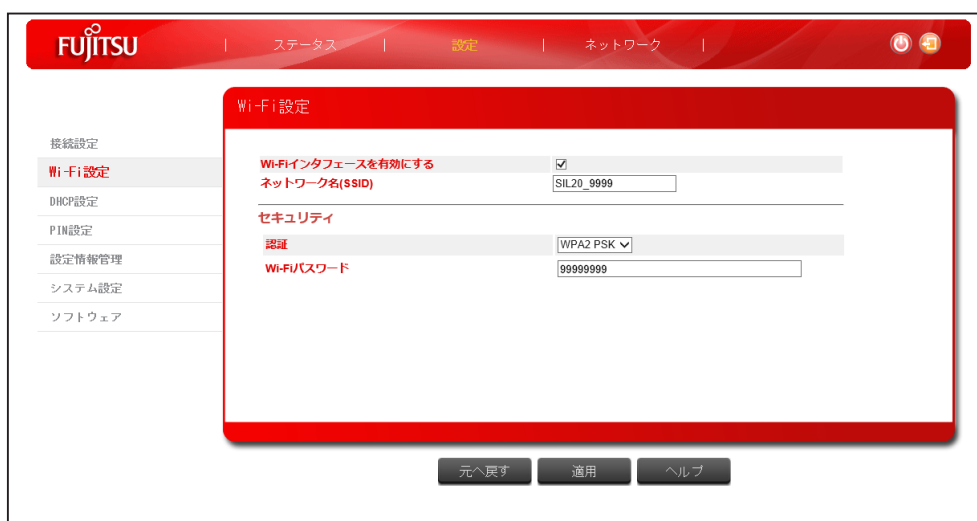 FUJITSU
ステータス
設定
ネットワーク
Wi-Fi設定
接続設定
Wi-Fi設定
DHCP設定
PIN設定
設定情報管理
システム設定
ソフトウェア
Wi-Fiインタフェースを有効にする
ネットワーク名(SSID) SIL20_9999
セキュリティ
認証 WPA2 PSK
Wi-Fiパスワード 99999999
元へ戻す 適用 ヘルプ